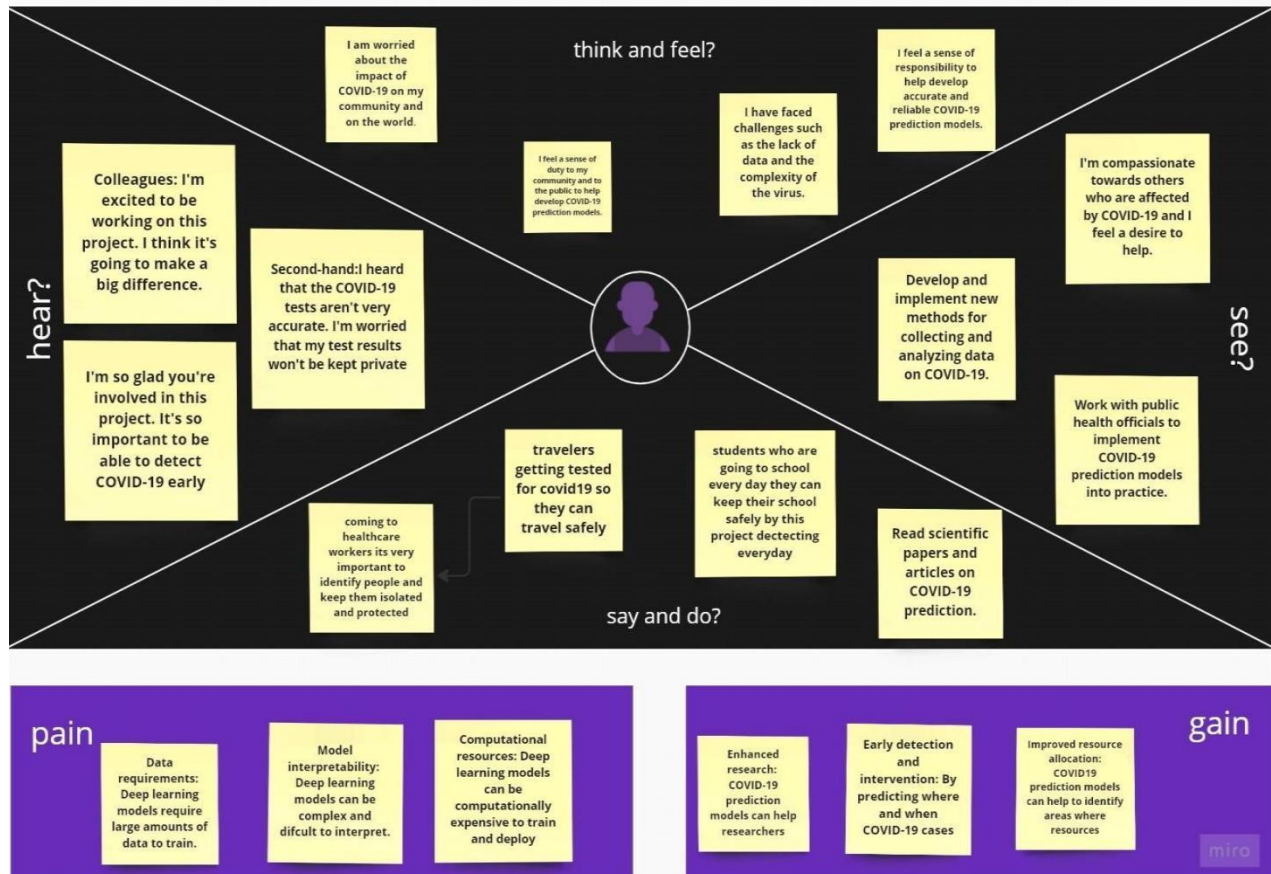 think and feel?
I am worried
about the
impact of
COVID-19 on my
community and
on the world.
I feel a sense of
duty to my
community and to
the public to help
develop COVID-19
prediction models.
I have faced
challenges such
as the lack of
data and the
complexity of
the virus.
I feel a sense of
responsibility to
help develop
accurate and
reliable COVID-19
prediction models.
hear?
Colleagues: I'm
excited to be
working on this
project. I think it's
going to make a
big difference.
Second-hand:I heard
that the COVID-19
tests aren't very
accurate. I'm worried
that my test results
won't be kept private
I'm so glad you're
involved in this
project. It's so
important to be
able to detect
COVID-19 early
see?
I'm compassionate
towards others
who are affected
by COVID-19 and I
feel a desire to
help.
Develop and
implement new
methods for
collecting and
analyzing data
on COVID-19.
Work with public
health officials to
implement
COVID-19
prediction models
into practice.
say and do?
coming to
healthcare
workers its very
important to
identify people and
keep them isolated
and protected
travelers
getting tested
for covid19 so
they can
travel safely
students who are
going to school
every day they can
keep their school
safely by this
project dectecting
everyday
Read scientific
papers and
articles on
COVID-19
prediction.
pain
Data
requirements:
Deep learning
models require
large amounts of
data to train.
Model
interpretability:
Deep learning
models can be
complex and
difcult to interpret.
Computational
resources: Deep
learning models
can be
computationally
expensive to train
and deploy
gain
Enhanced
research:
COVID-19
prediction
models can help
researchers
Early detection
and
intervention: By
predicting where
and when
COVID-19 cases
Improved resource
allocation:
COVID19
prediction models
can help to identify
areas where
resources
miro